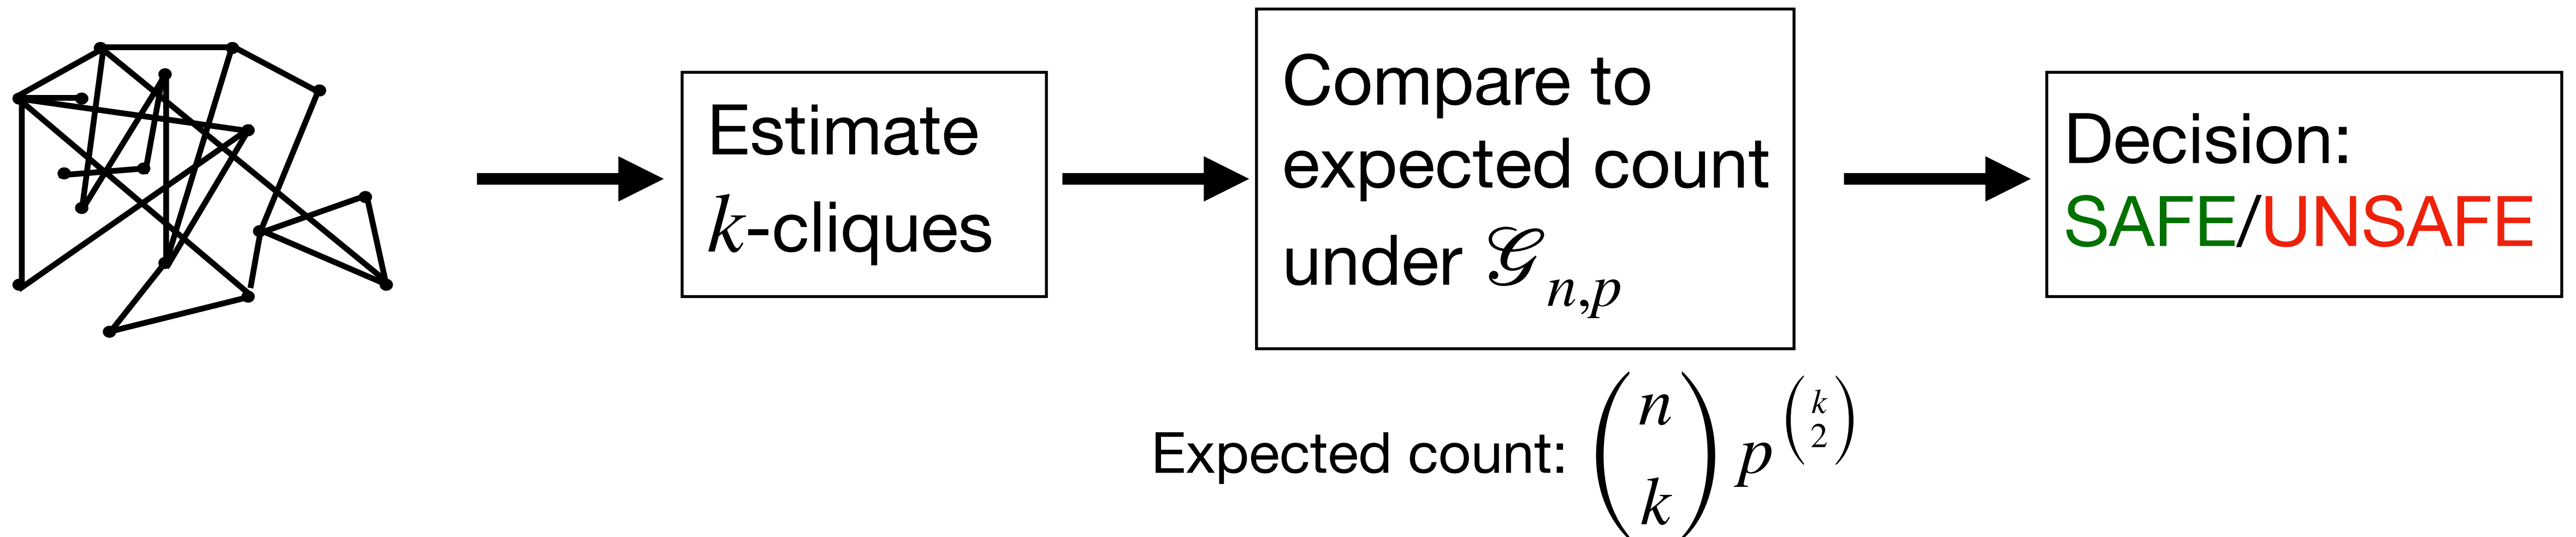 Estimate
k-cliques
Compare to
expected count
under 𝒢n,p
Decision:
SAFE/UNSAFE
Expected count: (n k) p^(k 2)